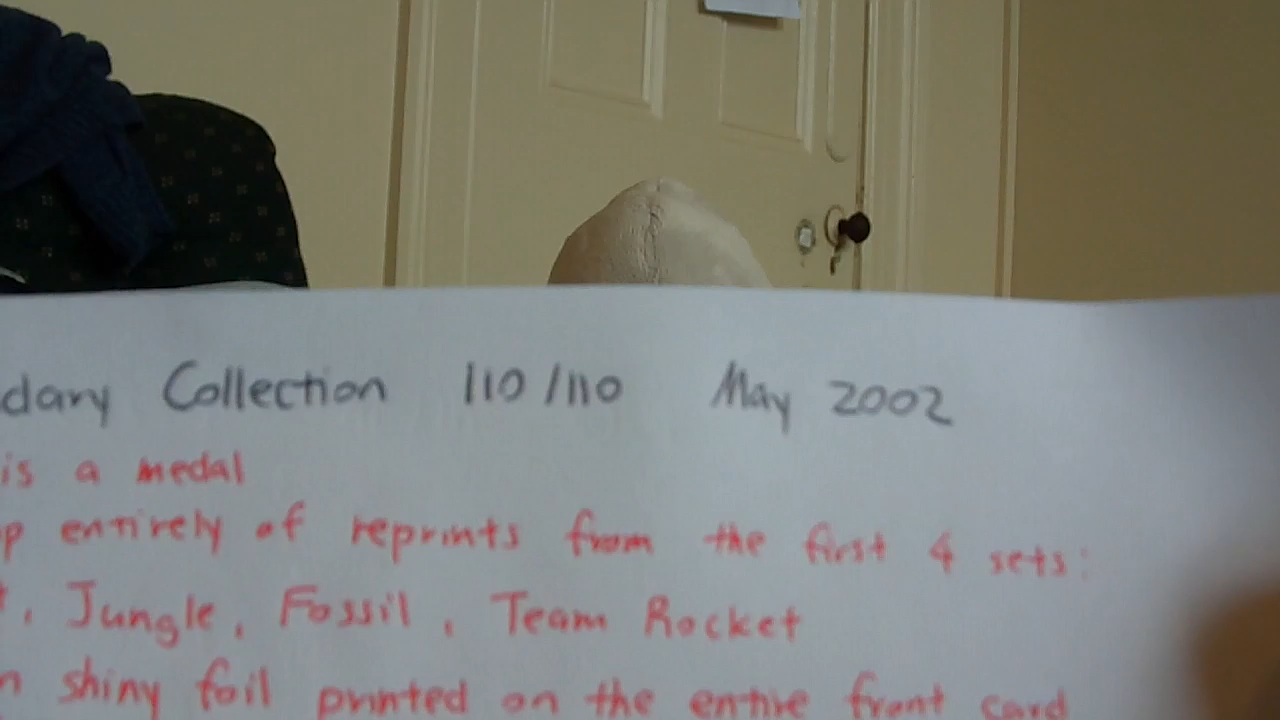 dary Collection 110/110 May 2002
is a medal
p entirely of reprints from the first 4 sets:
, Jungle, Fossil, Team Rocket
n shiny foil printed on the entire front card